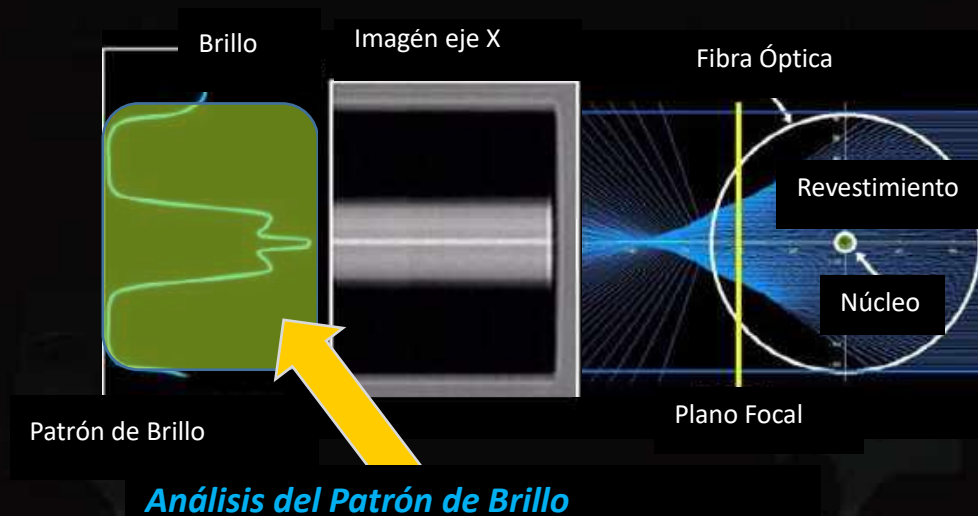 Brillo
Imagén eje X
Fibra Óptica
Revestimiento
Núcleo
Plano Focal
Patrón de Brillo
Análisis del Patrón de Brillo